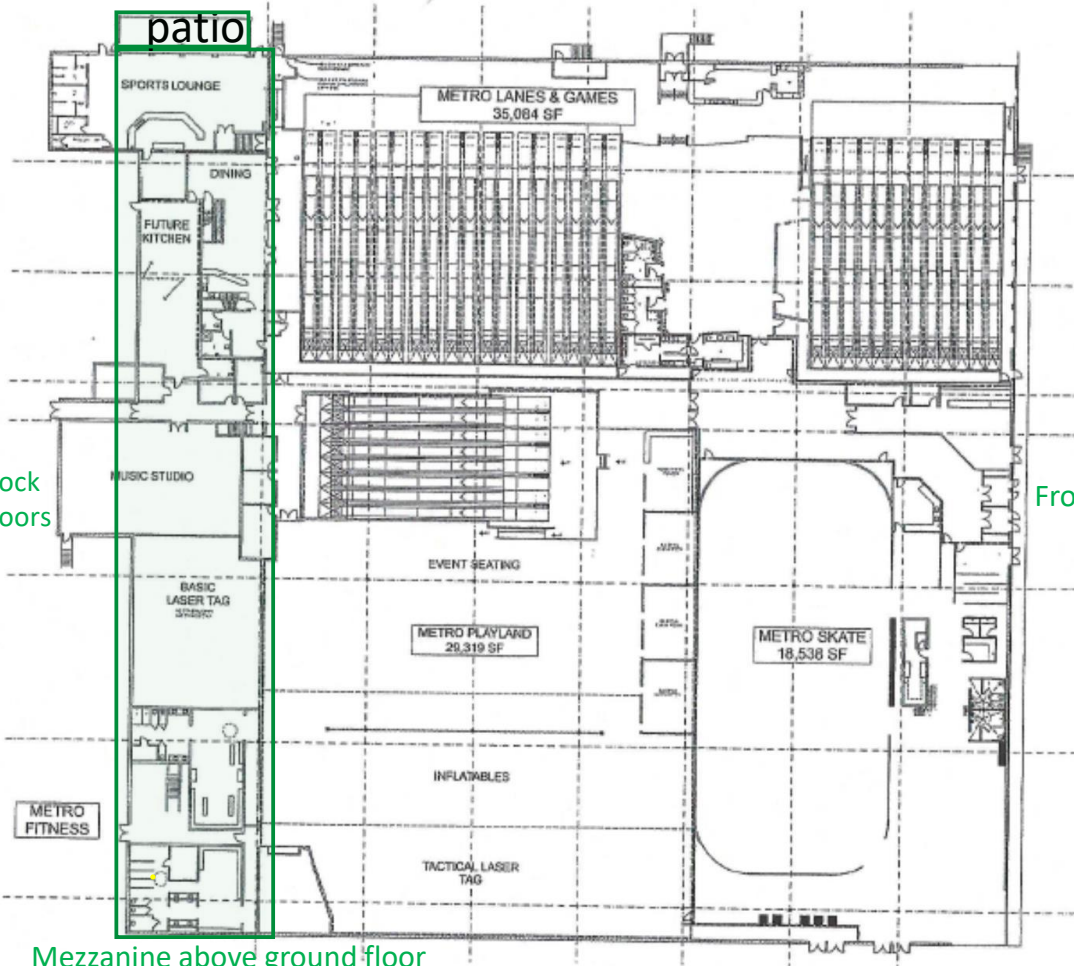 patio
SPORTS LOUNGE
METRO LANES & GAMES
35,084 SF
DINING
FUTURE
KITCHEN
MUSIC STUDIO
ock
oors
Fro
EVENT SEATING
BASIC
LASER TAG
METRO PLAYLAND
29,319 SF
METRO SKATE
18,538 SF
INFLATABLES
METRO
FITNESS
TACTICAL LASER
TAG
Mezzanine above ground floor